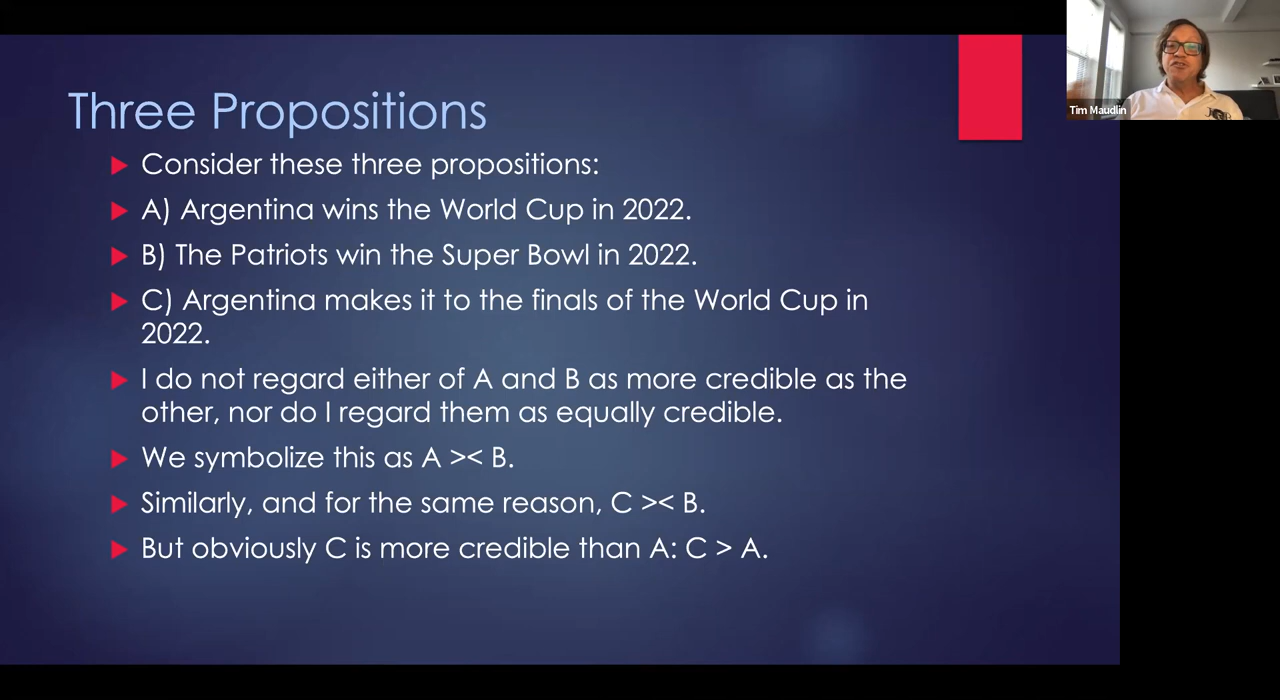 Three Propositions
Consider these three propositions:
A) Argentina wins the World Cup in 2022.
B) The Patriots win the Super Bowl in 2022.
C) Argentina makes it to the finals of the World Cup in
2022.
I do not regard either of A and B as more credible as the
other, nor do I regard them as equally credible.
We symbolize this as A >< B.
Similarly, and for the same reason, C >< B.
But obviously C is more credible than A: C > A.
Tim Maudlin